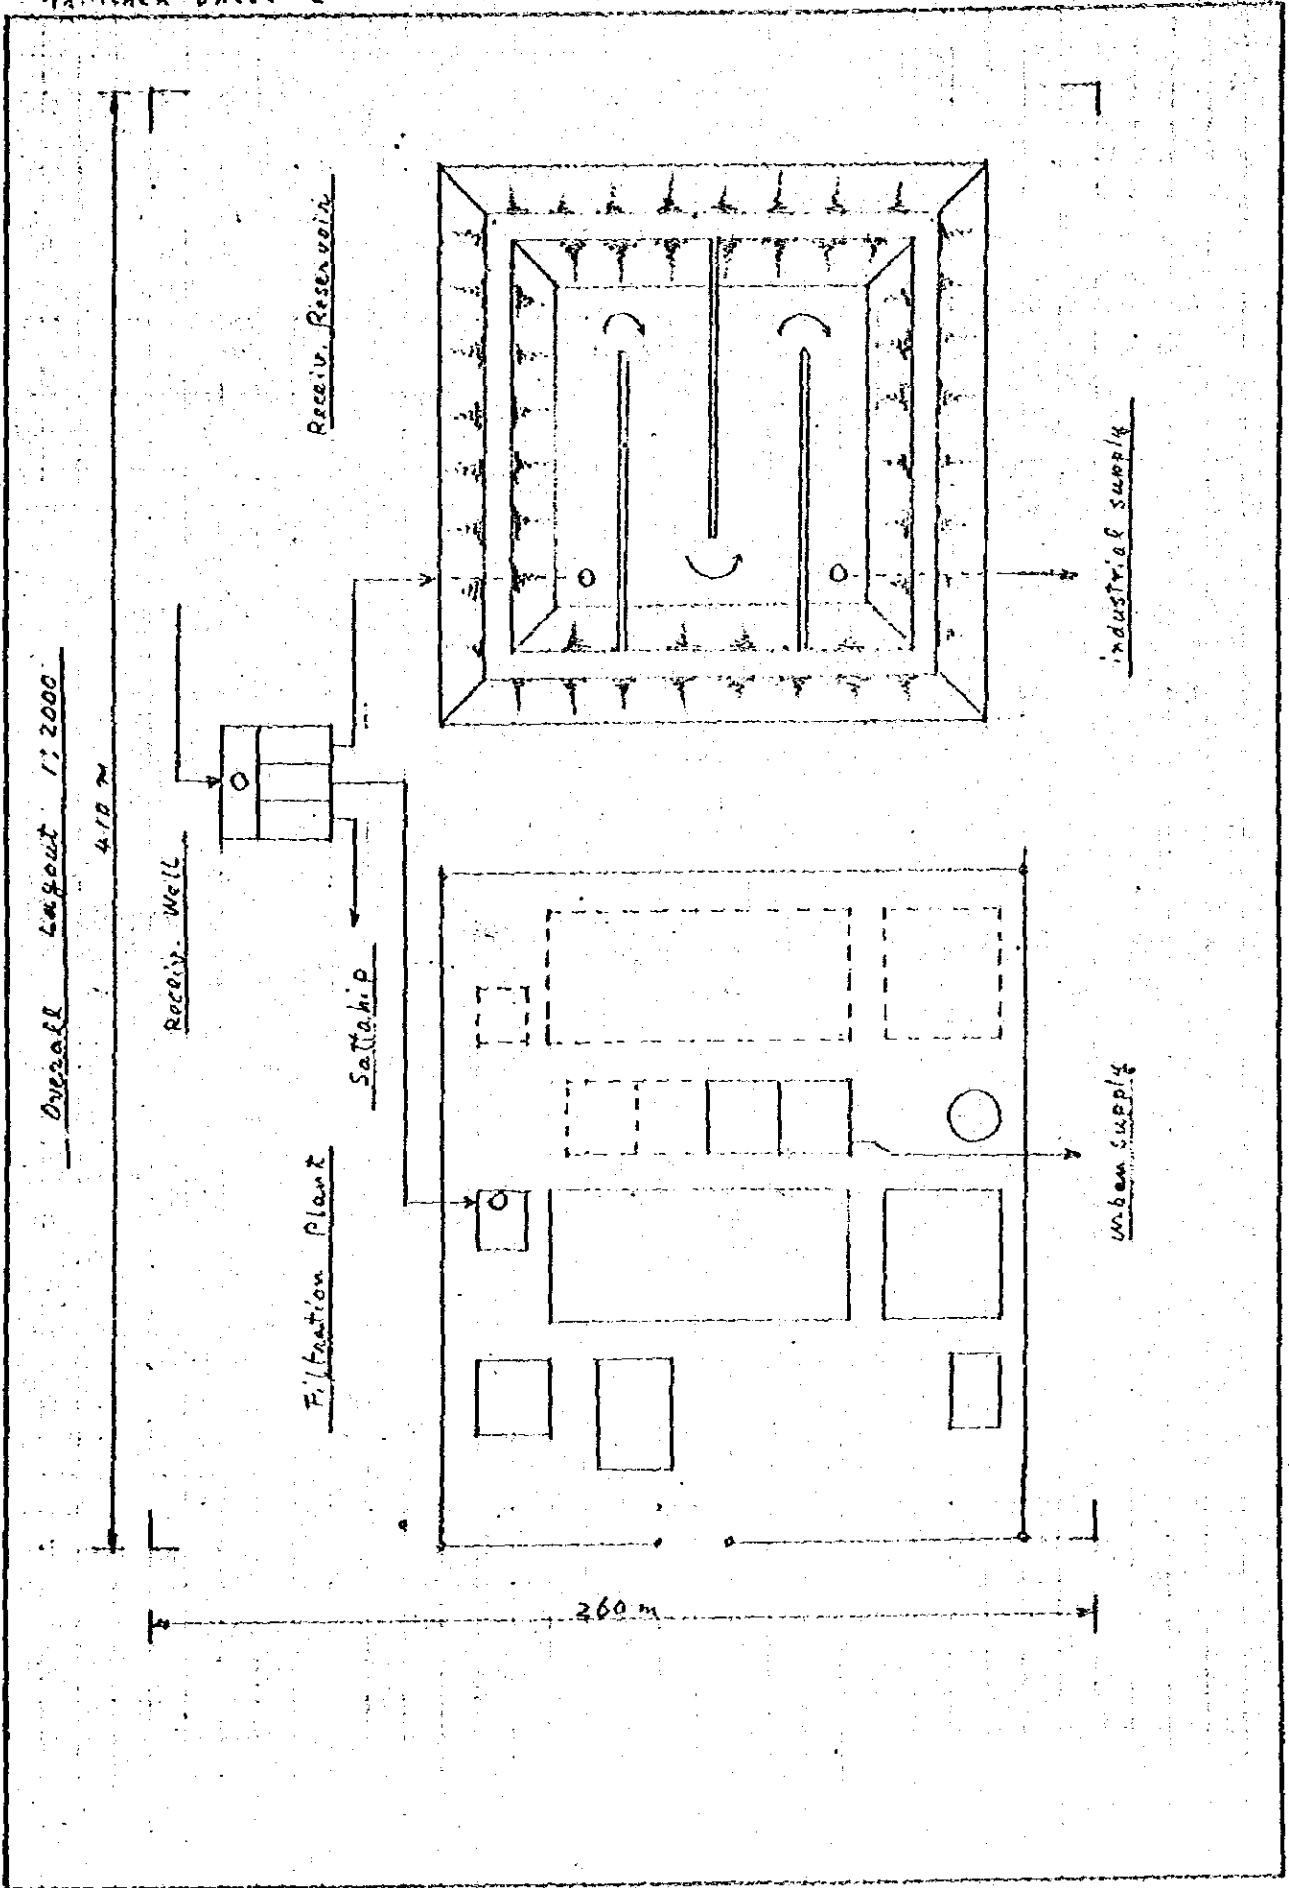 Overall Layout 1:2000
410 m
Receiv. Well
Receiv. Reservoir
Sattahip
Filtration Plant
industrial supply
urban supply
260 m